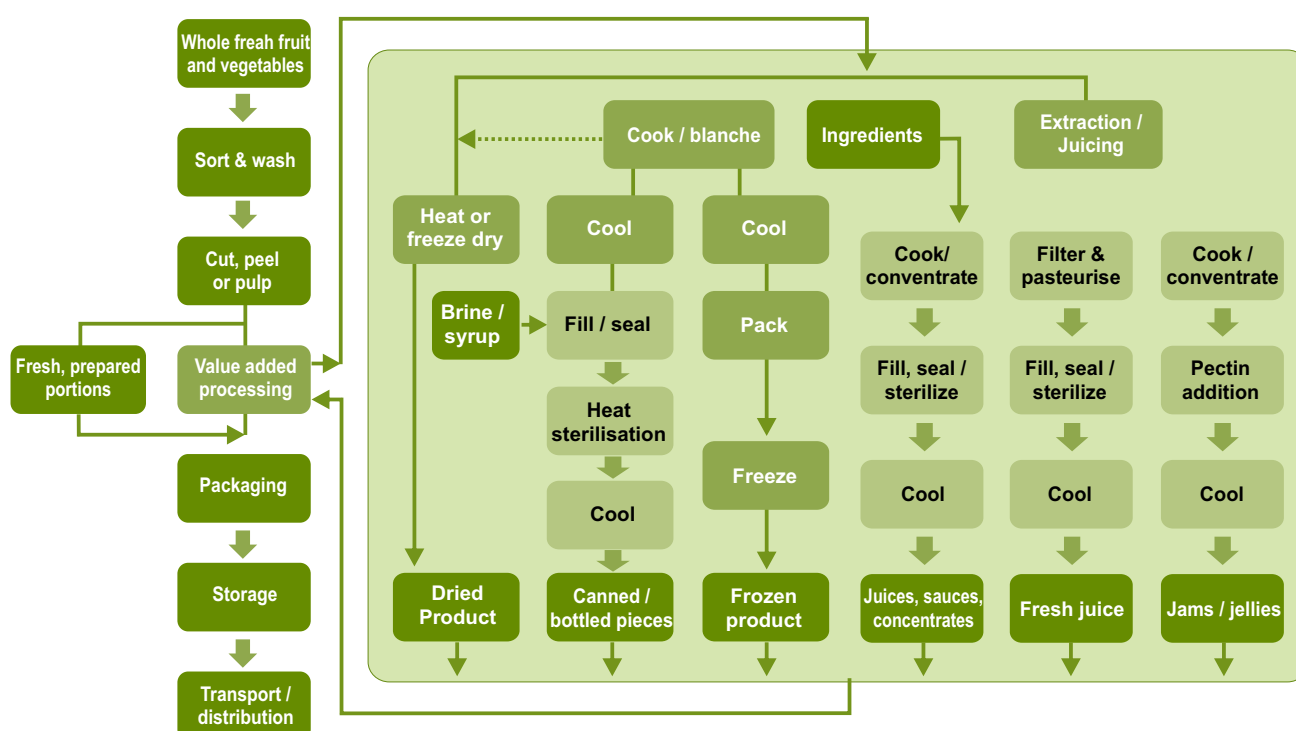 Whole freah fruit
and vegetables
Sort & wash
Cut, peel
or pulp
Fresh, prepared
portions
Value added
processing
Packaging
Storage
Transport /
distribution
Cook / blanche
Ingredients
Extraction /
Juicing
Heat or
freeze dry
Dried
Product
Cool
Brine /
syrup
Fill / seal
Heat
sterilisation
Cool
Canned /
bottled pieces
Cool
Pack
Freeze
Frozen
product
Cook/
conventrate
Fill, seal /
sterilize
Cool
Juices, sauces,
concentrates
Filter &
pasteurise
Fill, seal /
sterilize
Cool
Fresh juice
Cook /
conventrate
Pectin
addition
Cool
Jams / jellies